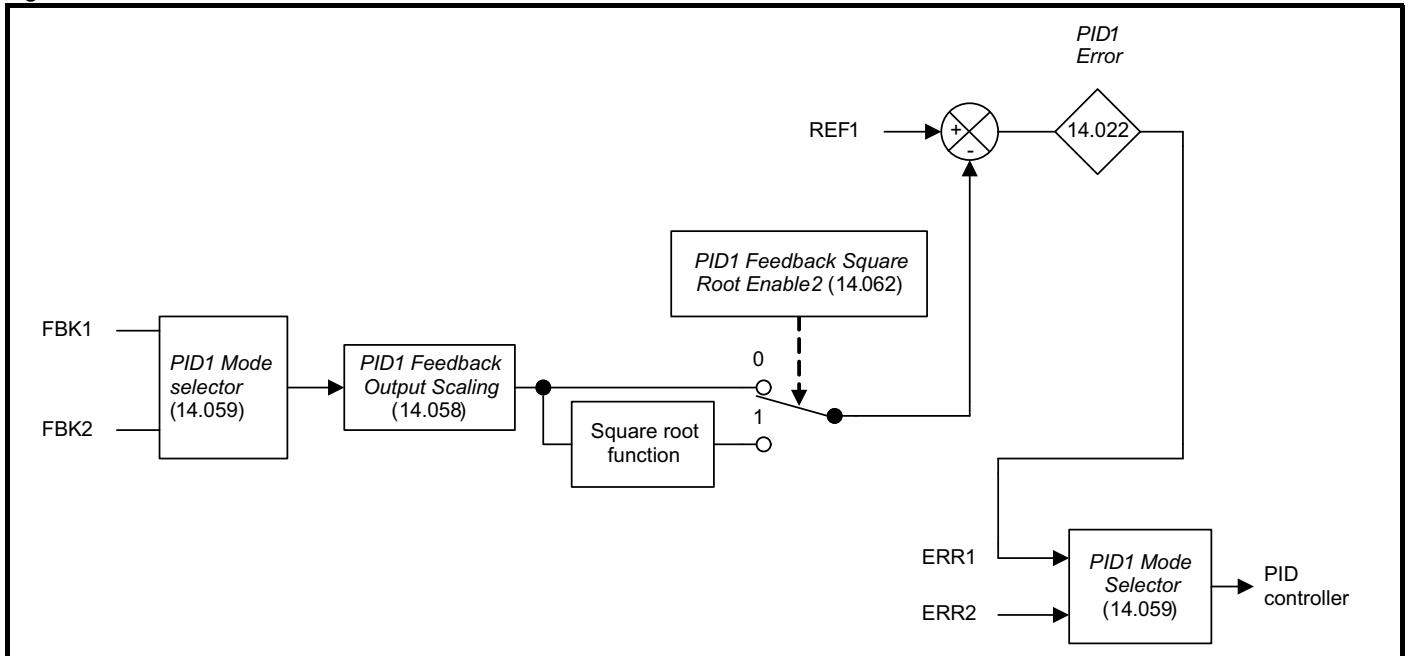 PID1
Error
REF1
+
-
14.022
PID1 Feedback Square
Root Enable2 (14.062)
FBK1
FBK2
PID1 Mode
selector
(14.059)
PID1 Feedback
Output Scaling
(14.058)
0
1
Square root
function
ERR1
ERR2
PID1 Mode
Selector
(14.059)
PID
controller